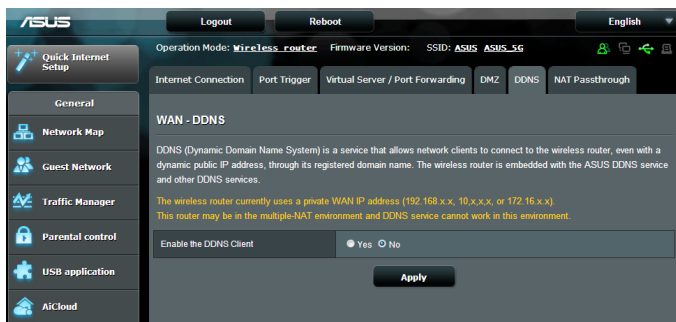 ASUS
Logout
Reboot
English
Operation Mode: Wireless router Firmware Version: SSID: ASUS ASUS_5G
Quick Internet
Setup
Internet Connection
Port Trigger
Virtual Server / Port Forwarding
DMZ
DDNS
NAT Passthrough
General
Network Map
Guest Network
Traffic Manager
Parental control
USB application
AiCloud
WAN - DDNS
DDNS (Dynamic Domain Name System) is a service that allows network clients to connect to the wireless router, even with a
dynamic public IP address, through its registered domain name. The wireless router is embedded with the ASUS DDNS service
and other DDNS services.
The wireless router currently uses a private WAN IP address (192.168.x.x, 10,x,x,x, or 172.16.x.x).
This router may be in the multiple-NAT environment and DDNS service cannot work in this environment.
Enable the DDNS Client
Yes
No
Apply